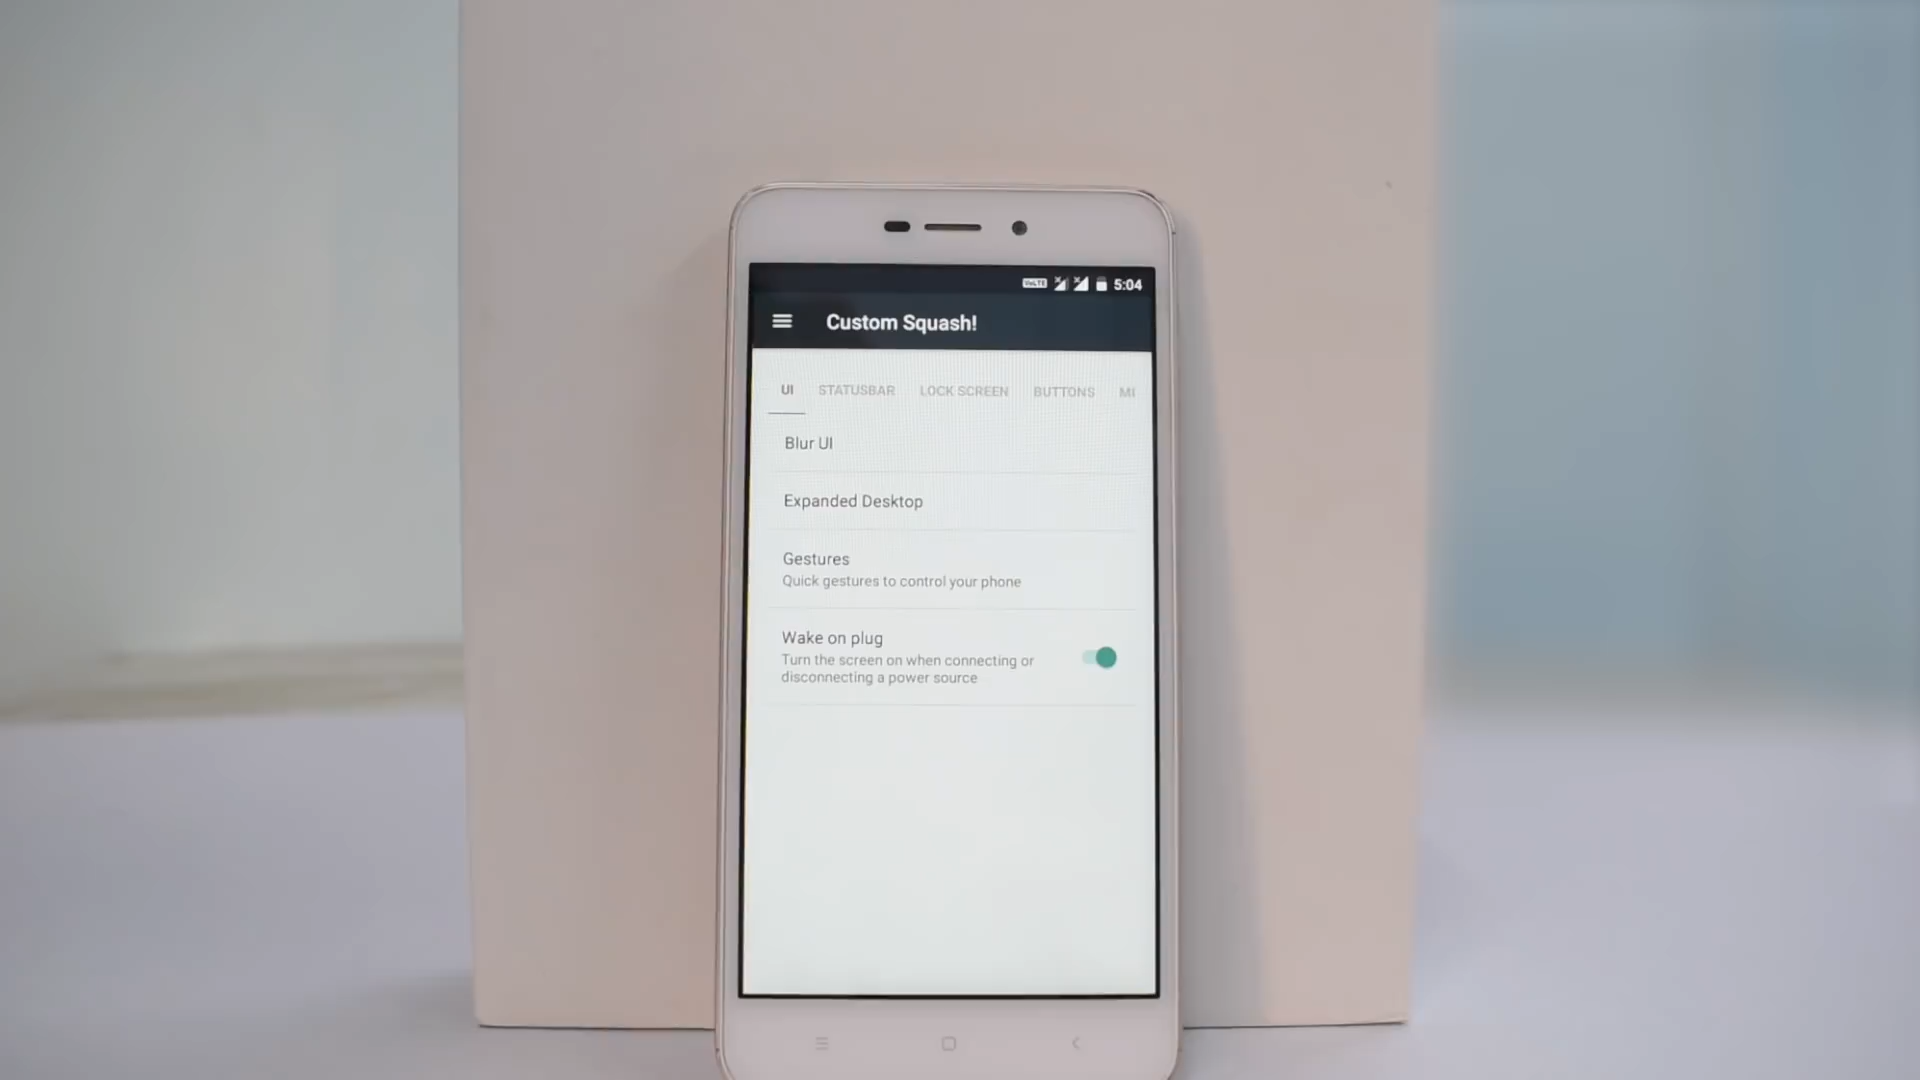 VoLTE 5:04
Custom Squash!
UI STATUSBAR LOCK SCREEN BUTTONS MI
Blur UI
Expanded Desktop
Gestures
Quick gestures to control your phone
Wake on plug
Turn the screen on when connecting or
disconnecting a power source